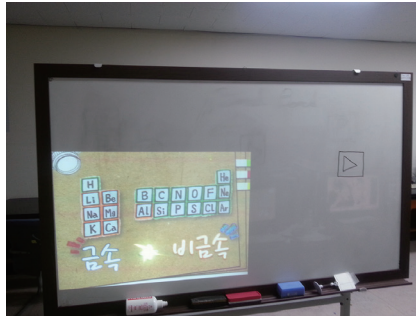 H He
Li Be B C N O F Ne
Na Mg Al Si P S Cl Ar
K Ca
금속 비금속